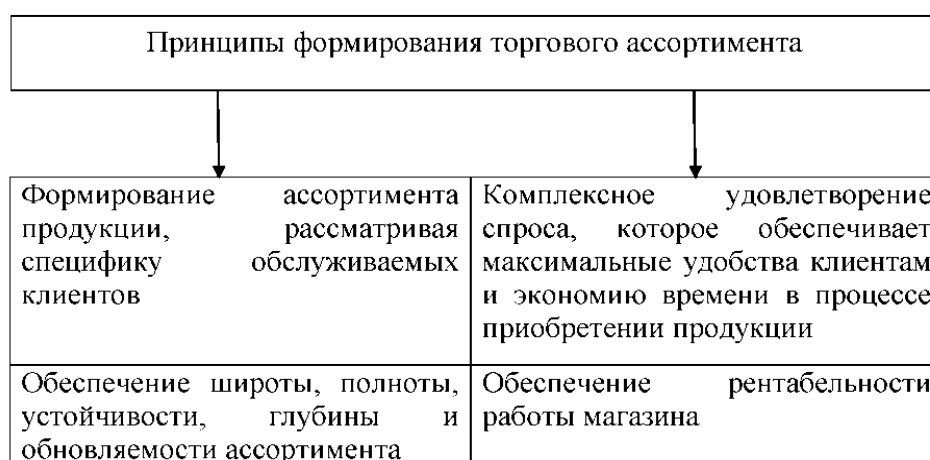 Принципы формирования торгового ассортимента
Формирование ассортимента
продукции, рассматривая
специфику обслуживаемых
клиентов
Комплексное удовлетворение
спроса, которое обеспечивает
максимальные удобства клиентам
и экономию времени в процессе
приобретении продукции
Обеспечение широты, полноты,
устойчивости, глубины и
обновляемости ассортимента
Обеспечение рентабельности
работы магазина